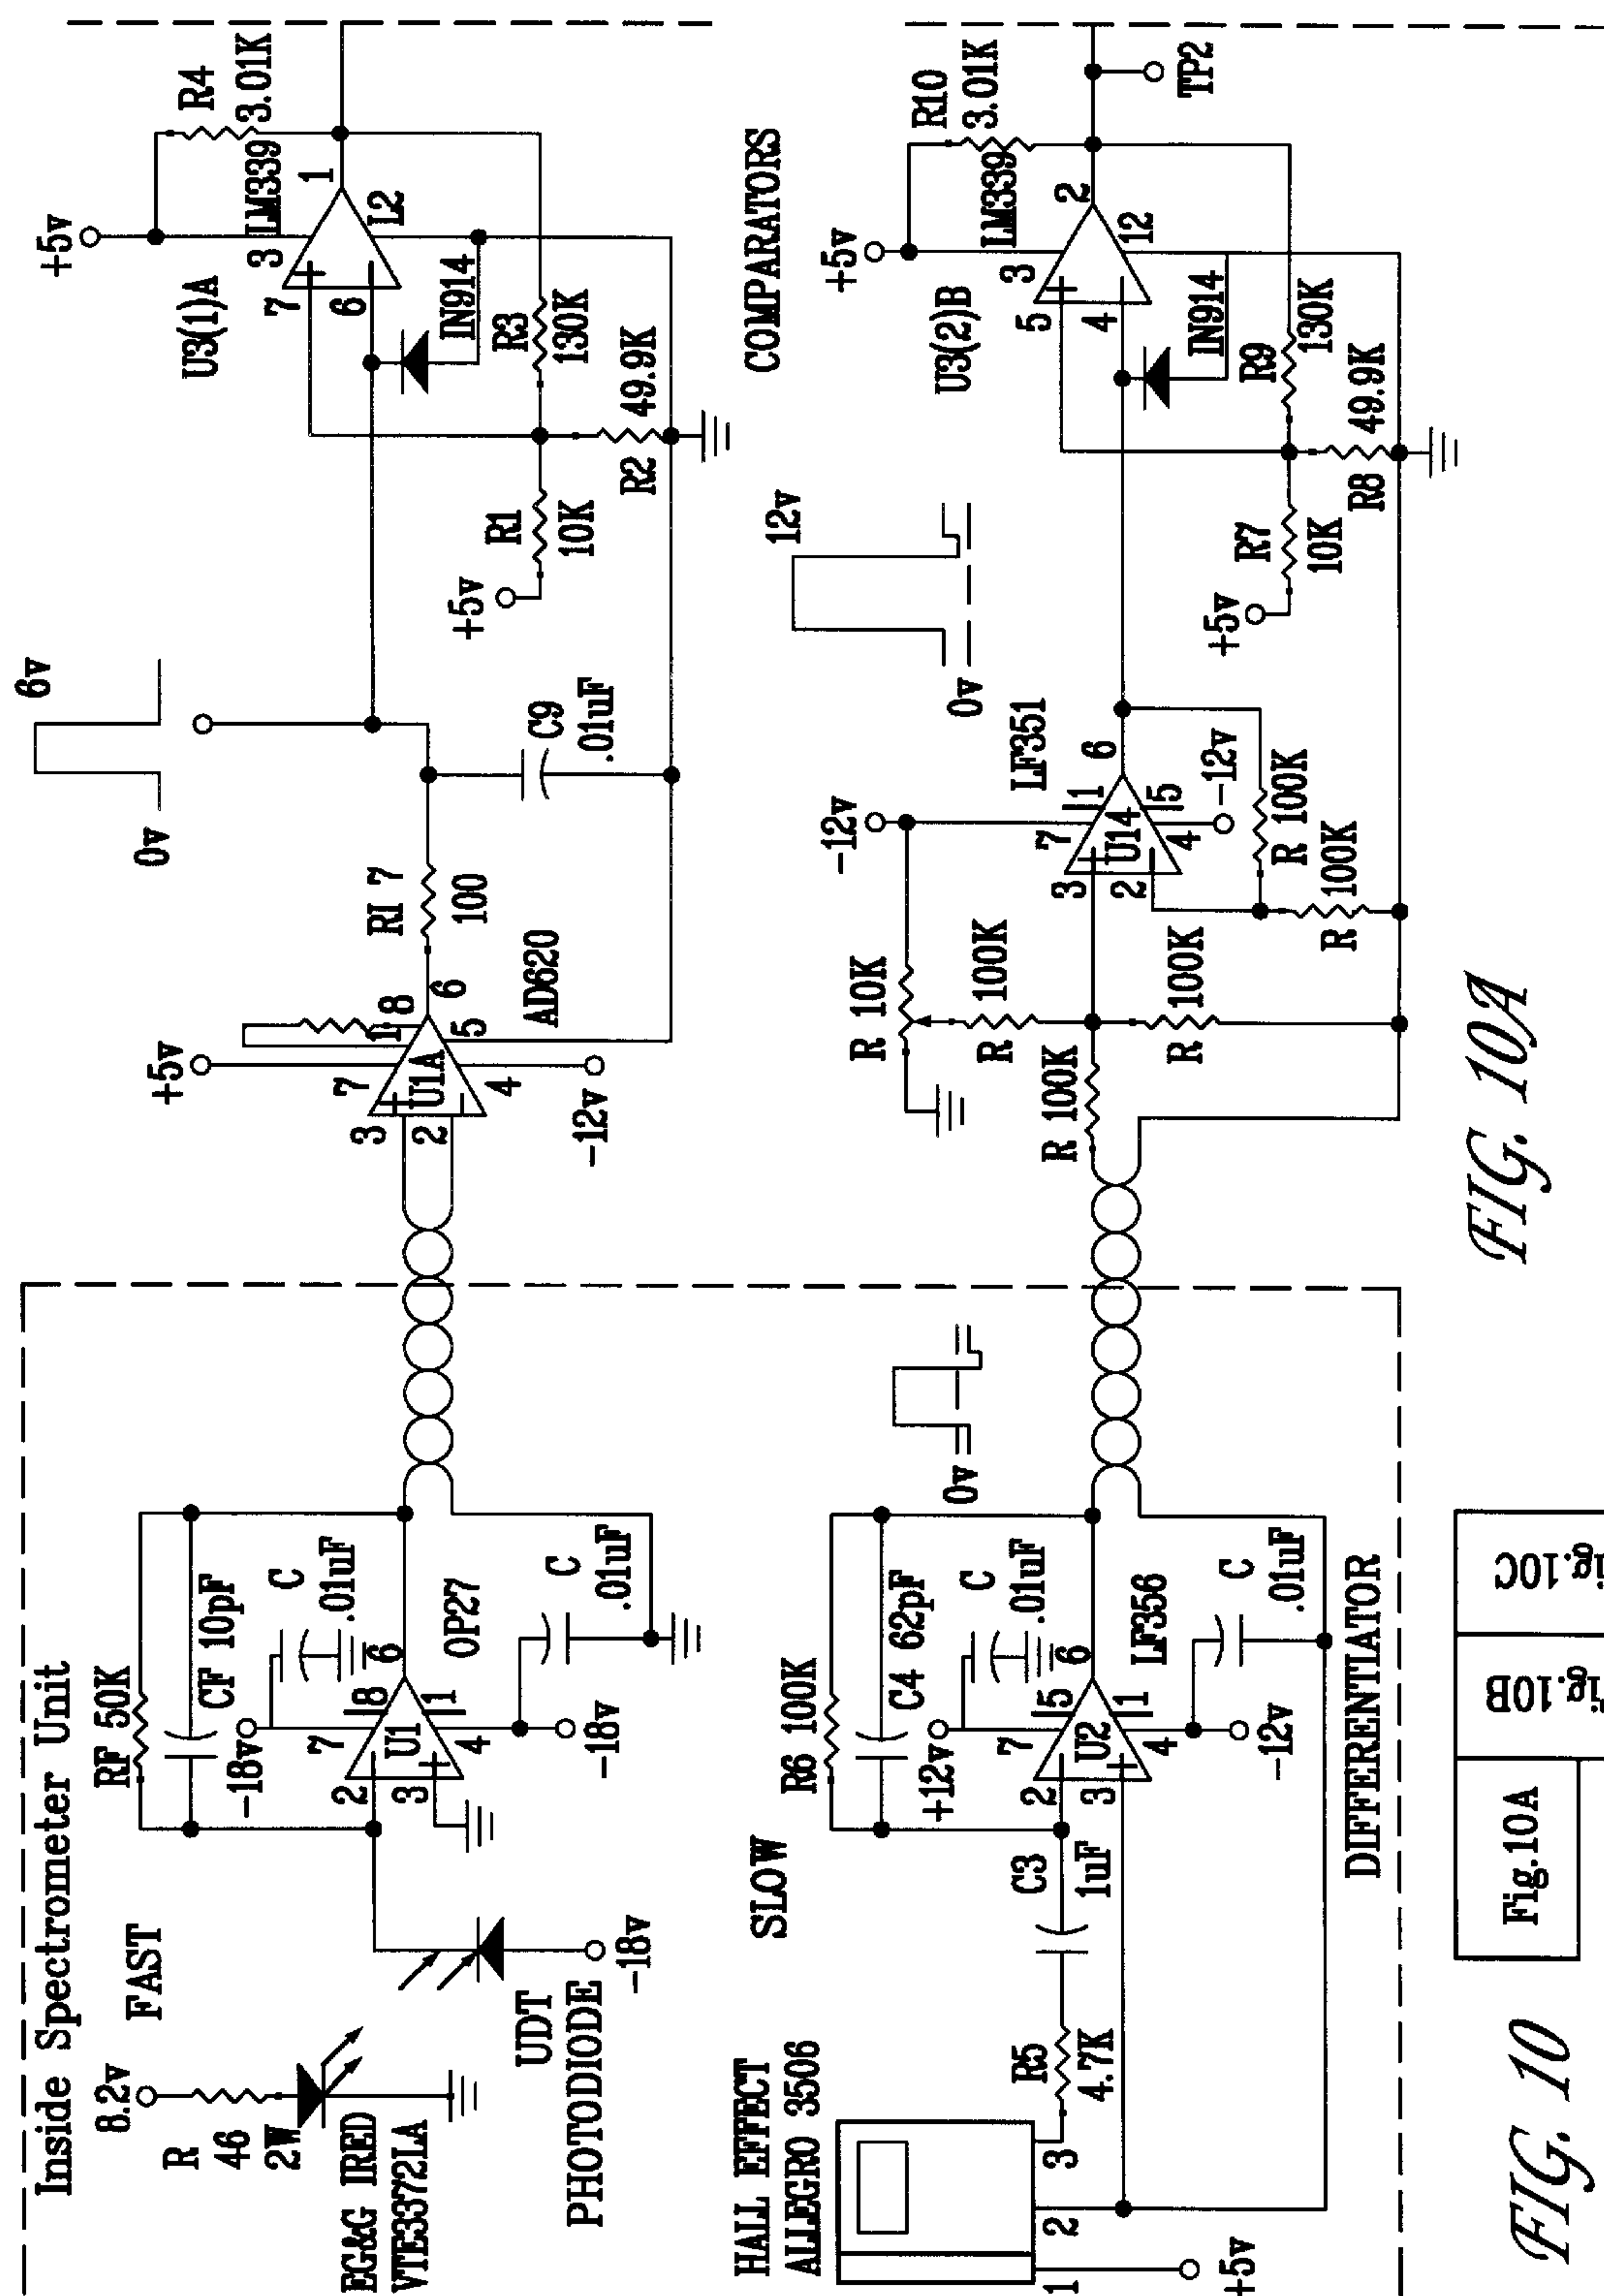 Inside Spectrometer Unit
FAST
8.2v
R
46
2W
EG&G IRED
VTE3372LA
UDT
PHOTODIODE
-18v
RF 50K
CF 10pF
-18v
C
.01uF
2
3
7
U1
8
6
1
4
OP27
-18v
C
.01uF
+5v
3
2
7
U1A
1
8
6
5
4
AD620
-12v
RI 7
100
0v
6v
C9
.01uF
+5v
R1
10K
R2
49.9K
R3
130K
IN914
U3(1)A
7
6
3
+5v
LM339
1
L2
R4
3.01K
SLOW
HALL EFFECT
ALLEGRO 3506
1
2
3
+5v
R5
4.7K
C3
1uF
R6 100K
C4 62pF
+12v
C
.01uF
2
3
7
U2
5
6
1
4
LF356
-12v
C
.01uF
0v
DIFFERENTIATOR
R 100K
R 10K
R
100K
R
100K
-12v
3
2
7
U14
1
6
5
4
LF351
-12v
R 100K
R
100K
0v
12v
COMPARATORS
+5v
R7
10K
R8
49.9K
R9
130K
IN914
U3(2)B
5
4
3
+5v
LM339
2
12
R10
3.01K
TP2
FIG. 10A
Fig.10A
ig.10B
ig.10C
FIG. 10